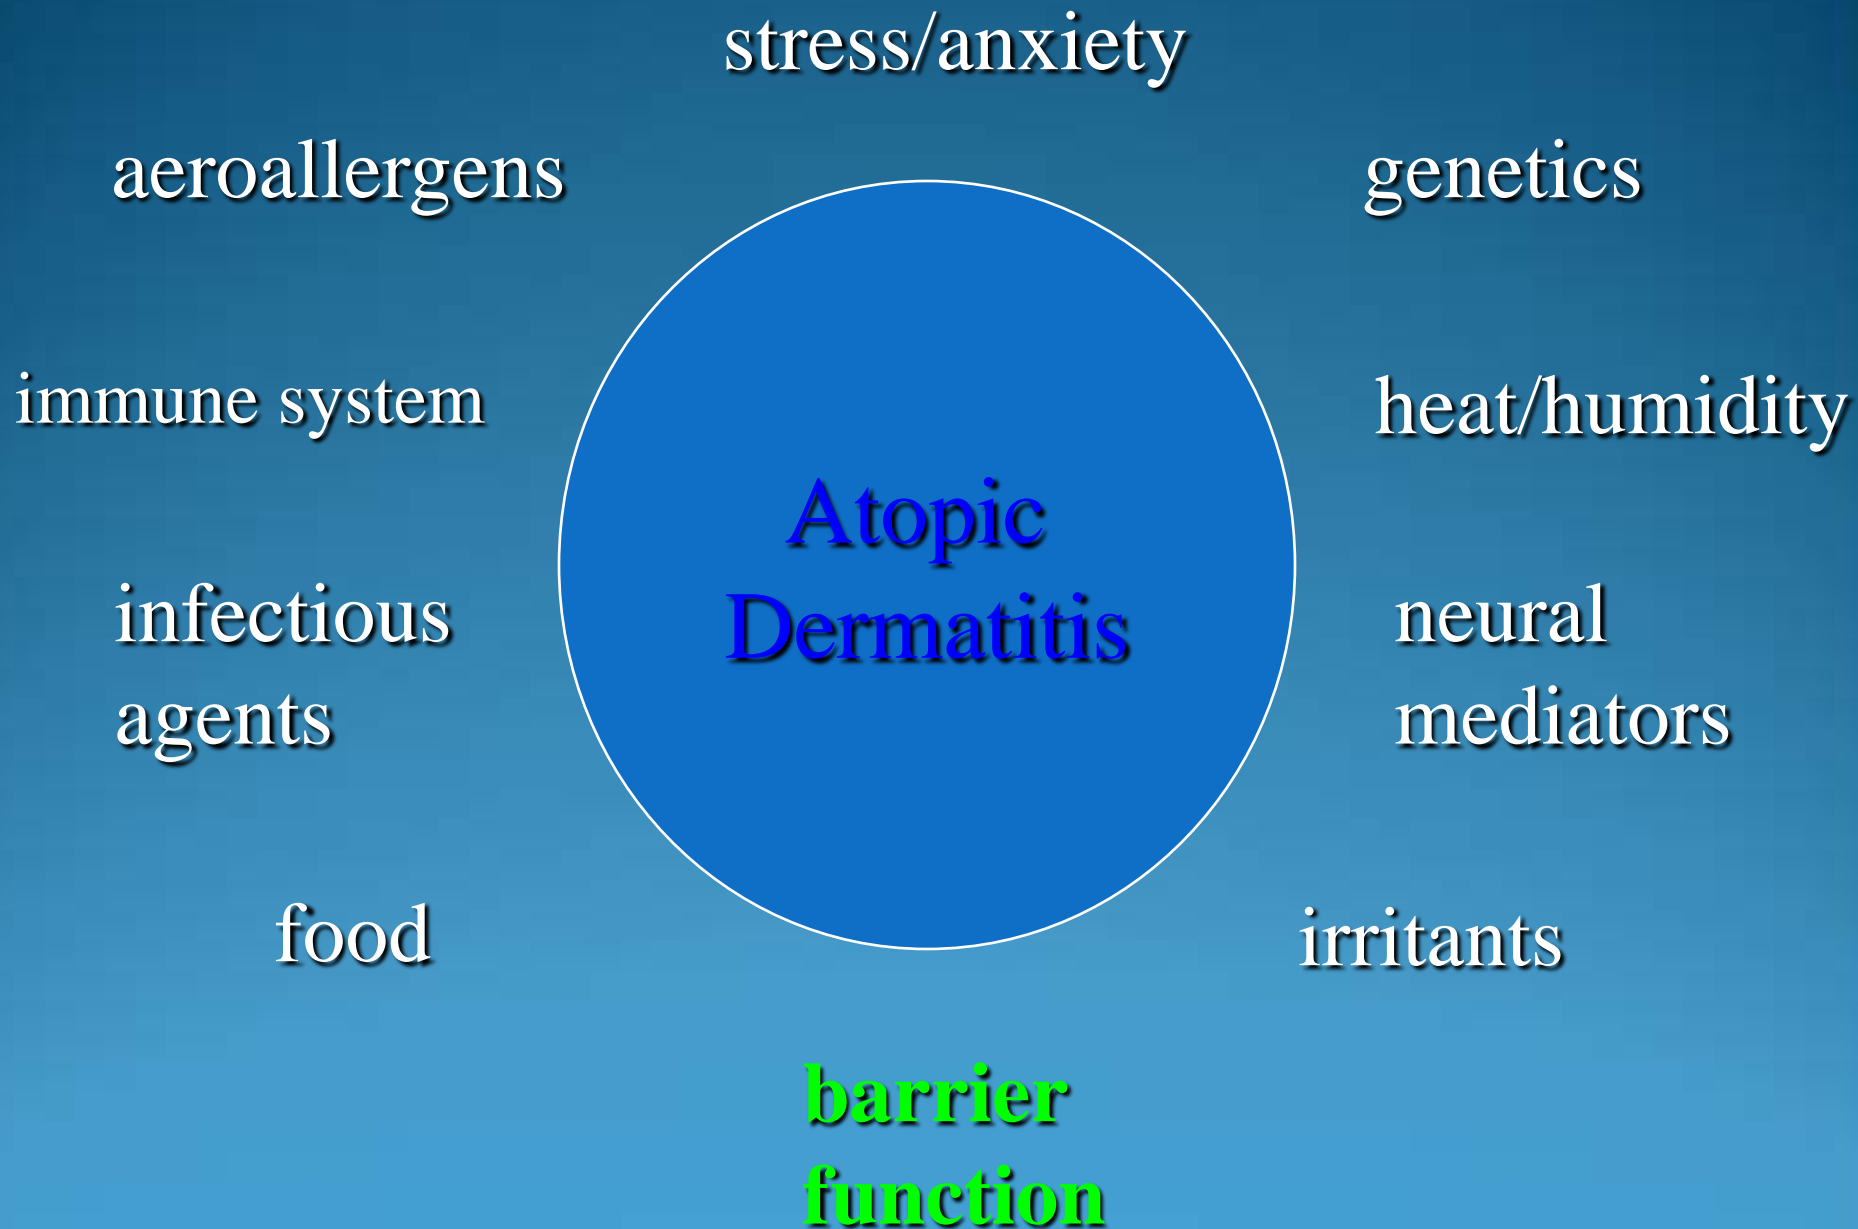 stress/anxiety
aeroallergens
genetics
immune system
heat/humidity
Atopic
Dermatitis
infectious
agents
neural
mediators
food
irritants
barrier
function